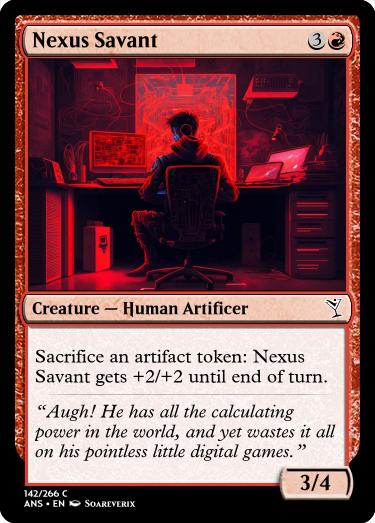 Nexus Savant 3
Creature — Human Artificer
Sacrifice an artifact token: Nexus
Savant gets +2/+2 until end of turn.
“Augh! He has all the calculating
power in the world, and yet wastes it all
on his pointless little digital games.”
3/4
142/266 C
ANS • EN Soareverix